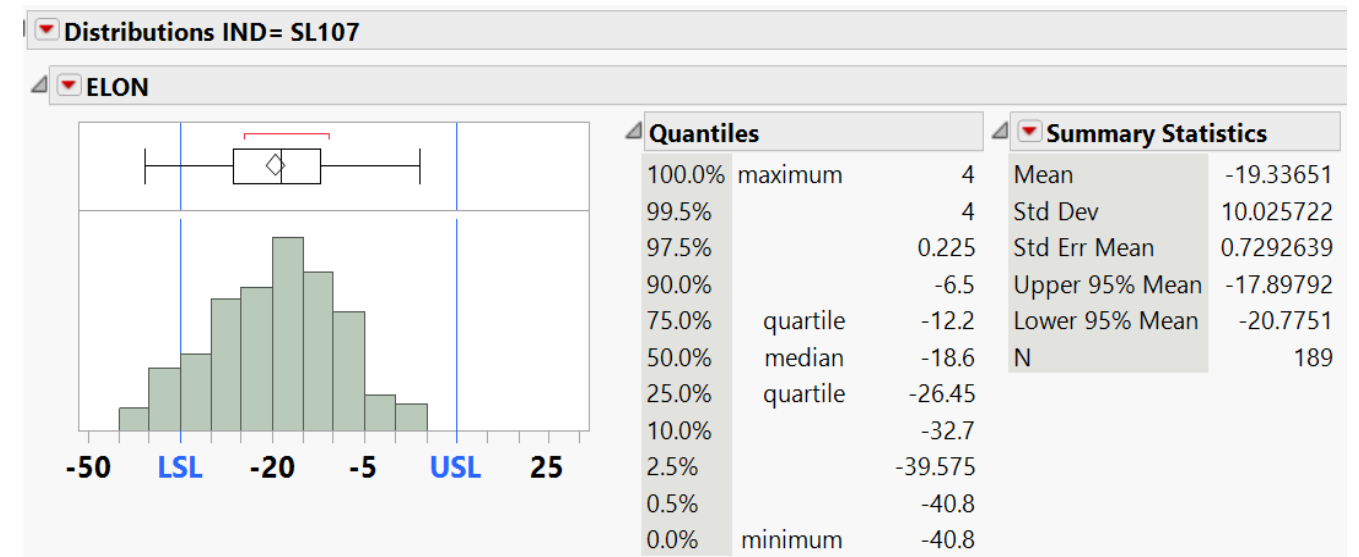 Distributions IND= SL107
ELON
-50 LSL -20 -5 USL 25
Quantiles
100.0% maximum 4
99.5% 4
97.5% 0.225
90.0% -6.5
75.0% quartile -12.2
50.0% median -18.6
25.0% quartile -26.45
10.0% -32.7
2.5% -39.575
0.5% -40.8
0.0% minimum -40.8
Summary Statistics
Mean -19.33651
Std Dev 10.025722
Std Err Mean 0.7292639
Upper 95% Mean -17.89792
Lower 95% Mean -20.7751
N 189